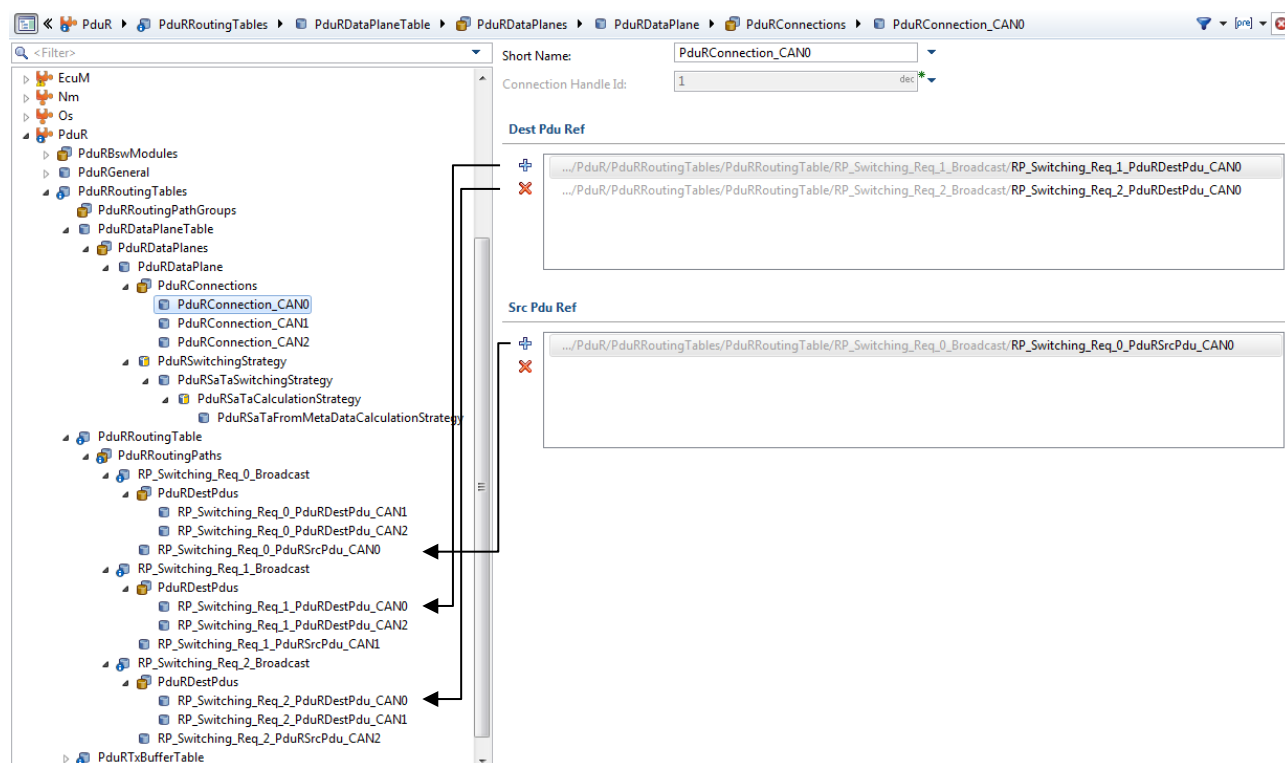 PduR PduRRoutingTables PduRDataPlaneTable PduRDataPlanes PduRDataPlane PduRConnections PduRConnection_CAN0 [pre]
<Filter>
EcuM
Nm
Os
PduR
PduRBswModules
PduRGeneral
PduRRoutingTables
PduRRoutingPathGroups
PduRDataPlaneTable
PduRDataPlanes
PduRDataPlane
PduRConnections
PduRConnection_CAN0
PduRConnection_CAN1
PduRConnection_CAN2
PduRSwitchingStrategy
PduRSaTaSwitchingStrategy
PduRSaTaCalculationStrategy
PduRSaTaFromMetaDataCalculationStrategy
PduRRoutingTable
PduRRoutingPaths
RP_Switching_Req_0_Broadcast
PduRDestPdus
RP_Switching_Req_0_PduRDestPdu_CAN1
RP_Switching_Req_0_PduRDestPdu_CAN2
RP_Switching_Req_0_PduRSrcPdu_CAN0
RP_Switching_Req_1_Broadcast
PduRDestPdus
RP_Switching_Req_1_PduRDestPdu_CAN0
RP_Switching_Req_1_PduRDestPdu_CAN2
RP_Switching_Req_1_PduRSrcPdu_CAN1
RP_Switching_Req_2_Broadcast
PduRDestPdus
RP_Switching_Req_2_PduRDestPdu_CAN0
RP_Switching_Req_2_PduRDestPdu_CAN1
RP_Switching_Req_2_PduRSrcPdu_CAN2
PduRTxBufferTable
Short Name: PduRConnection_CAN0
Connection Handle Id: 1 dec *
Dest Pdu Ref
.../PduR/PduRRoutingTables/PduRRoutingTable/RP_Switching_Req_1_Broadcast/RP_Switching_Req_1_PduRDestPdu_CAN0
.../PduR/PduRRoutingTables/PduRRoutingTable/RP_Switching_Req_2_Broadcast/RP_Switching_Req_2_PduRDestPdu_CAN0
Src Pdu Ref
.../PduR/PduRRoutingTables/PduRRoutingTable/RP_Switching_Req_0_Broadcast/RP_Switching_Req_0_PduRSrcPdu_CAN0